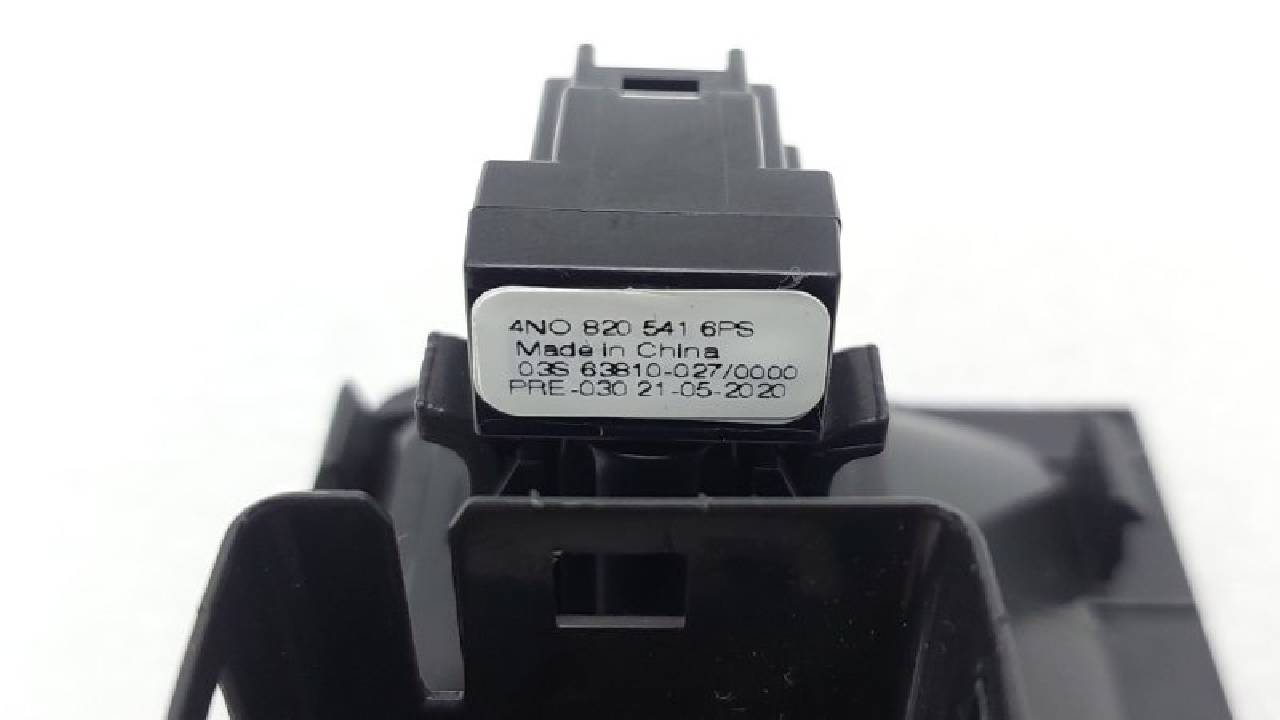 4N0 820 541 6PS
Made in China
03S 63810-027/0000
PRE-030 21-05-2020